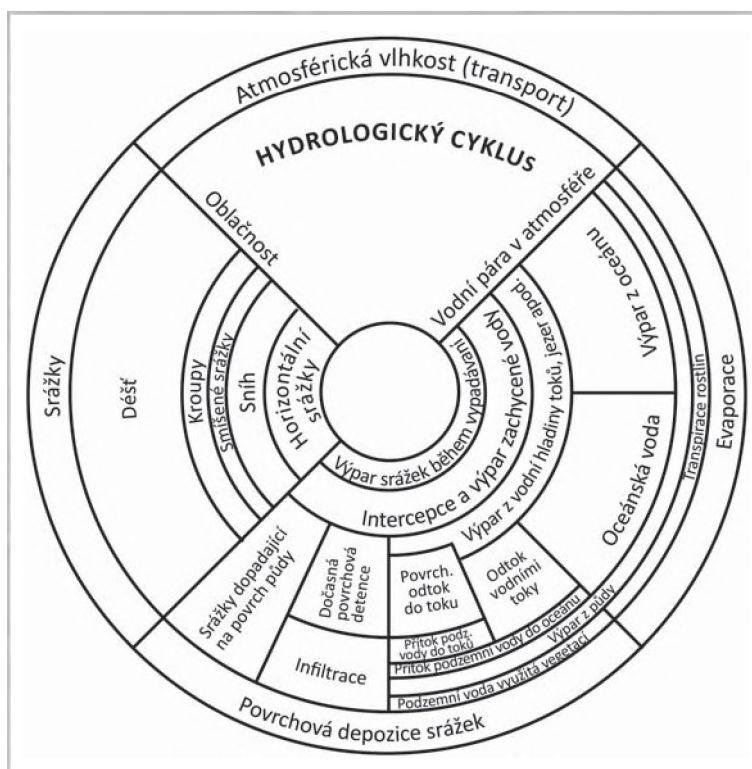 Atmosférická vlhkost (transport)
HYDROLOGICKÝ CYKLUs
Oblačnost
Vodní pára v atmosféře
Srážky
Déšť
Kroupy
Smíšené srážky
Sníh
Horizontální
srážky
Výpar srážek během vypadávání
Intercepce a výpar zachycené vody
Výpar z vodní hladiny toků, jezer apod.
Výpar z oceánu
Oceánská voda
Transpirace rostlin
Evaporace
Srážky dopadající
na povrch půdy
Dočasná
povrchová
detence
Povrch.
odtok
do toku
Odtok
vodními
toky
Infiltrace
Přítok podz.
vody do toků
Přítok podzemní vody do oceánu
Výpar z půdy
Podzemní voda využitá vegetací
Povrchová depozice srážek